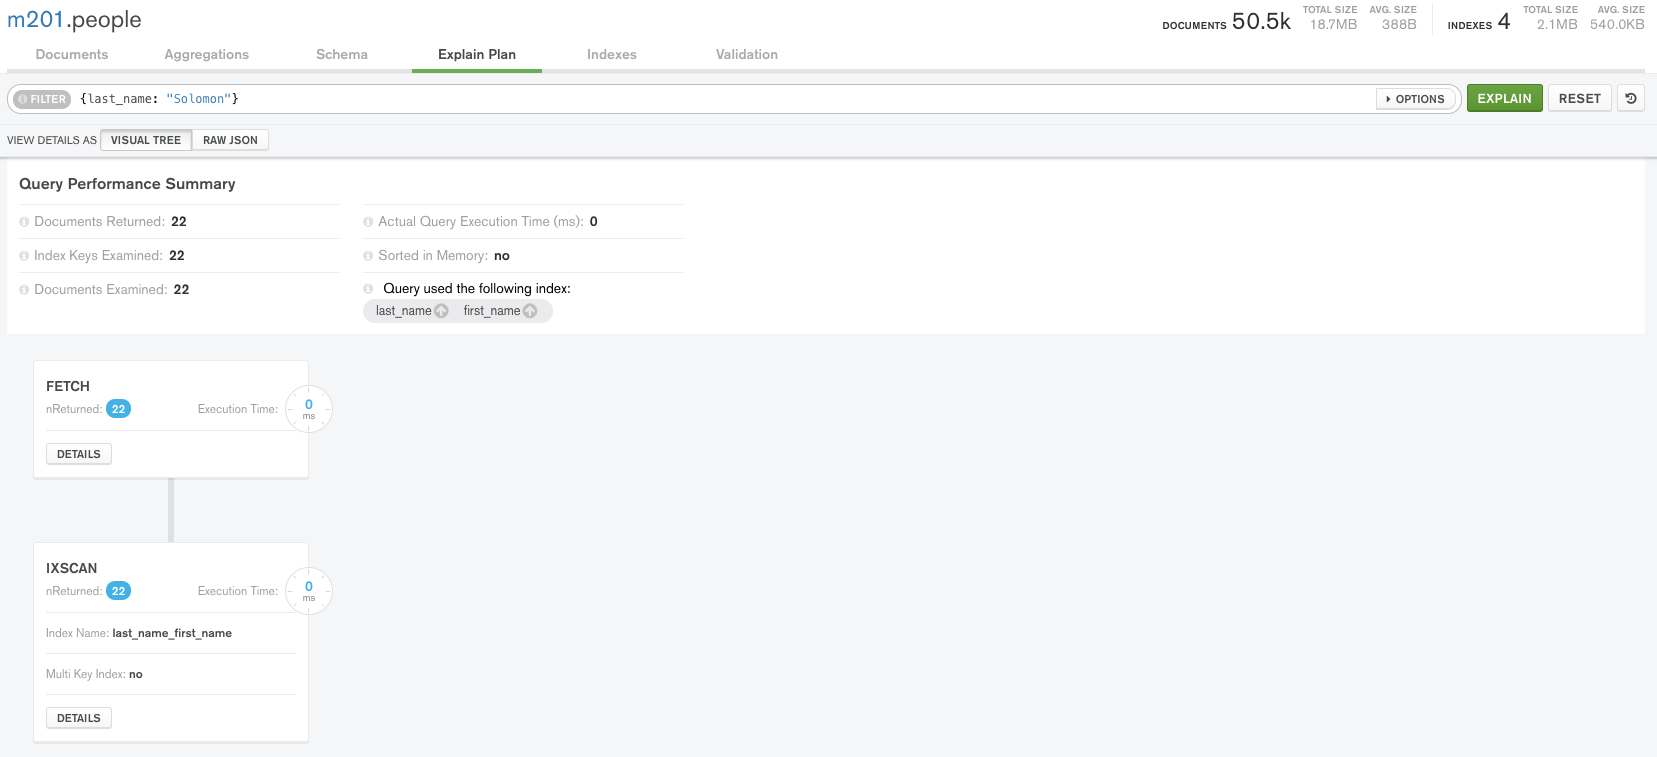 m201.people
DOCUMENTS 50.5k TOTAL SIZE 18.7MB AVG. SIZE 388B INDEXES 4 TOTAL SIZE 2.1MB AVG. SIZE 540.0KB
Documents Aggregations Schema Explain Plan Indexes Validation
FILTER {last_name: "Solomon"} OPTIONS EXPLAIN RESET
VIEW DETAILS AS VISUAL TREE RAW JSON
Query Performance Summary
Documents Returned: 22 Actual Query Execution Time (ms): 0
Index Keys Examined: 22 Sorted in Memory: no
Documents Examined: 22 Query used the following index:
last_name first_name
FETCH
nReturned: 22 Execution Time: 0 ms
DETAILS
IXSCAN
nReturned: 22 Execution Time: 0 ms
Index Name: last_name_first_name
Multi Key Index: no
DETAILS